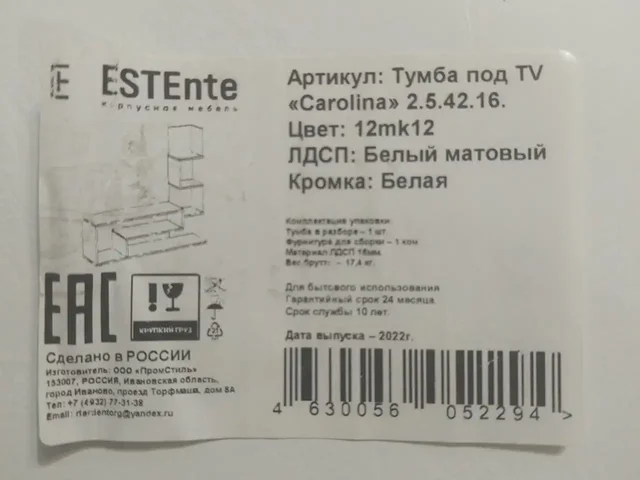 ESTEnte
корпусная мебель
Артикул: Тумба под TV
«Carolina» 2.5.42.16.
Цвет: 12mk12
ЛДСП: Белый матовый
Кромка: Белая
Комплектация упаковки
Тумба в разборе – 1 шт.
Фурнитура для сборки – 1 ком.
Материал ЛДСП 16мм.
Вес брутто – 17,4 кг.
Для бытового использования
Гарантийный срок 24 месяца
Срок службы 10 лет.
Дата выпуска – 2022г.
EAC
ХРУПКИЙ ГРУЗ
Сделано в РОССИИ
Изготовитель: ООО «ПромСтиль»
153007, РОССИЯ, Ивановская область,
город Иваново, проезд Торфмаша, дом 8А
Тел: +7 (4932) 77-31-38
Email:
4 630056 052294 >